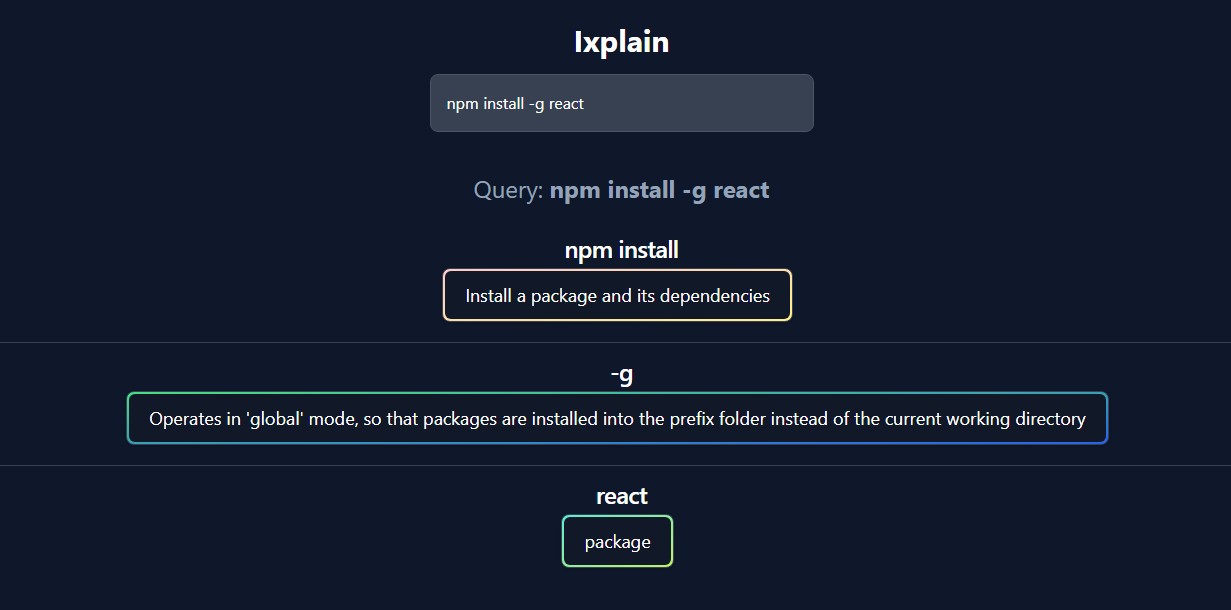 Ixplain
npm install -g react
Query: npm install -g react
npm install
Install a package and its dependencies
-g
Operates in 'global' mode, so that packages are installed into the prefix folder instead of the current working directory
react
package